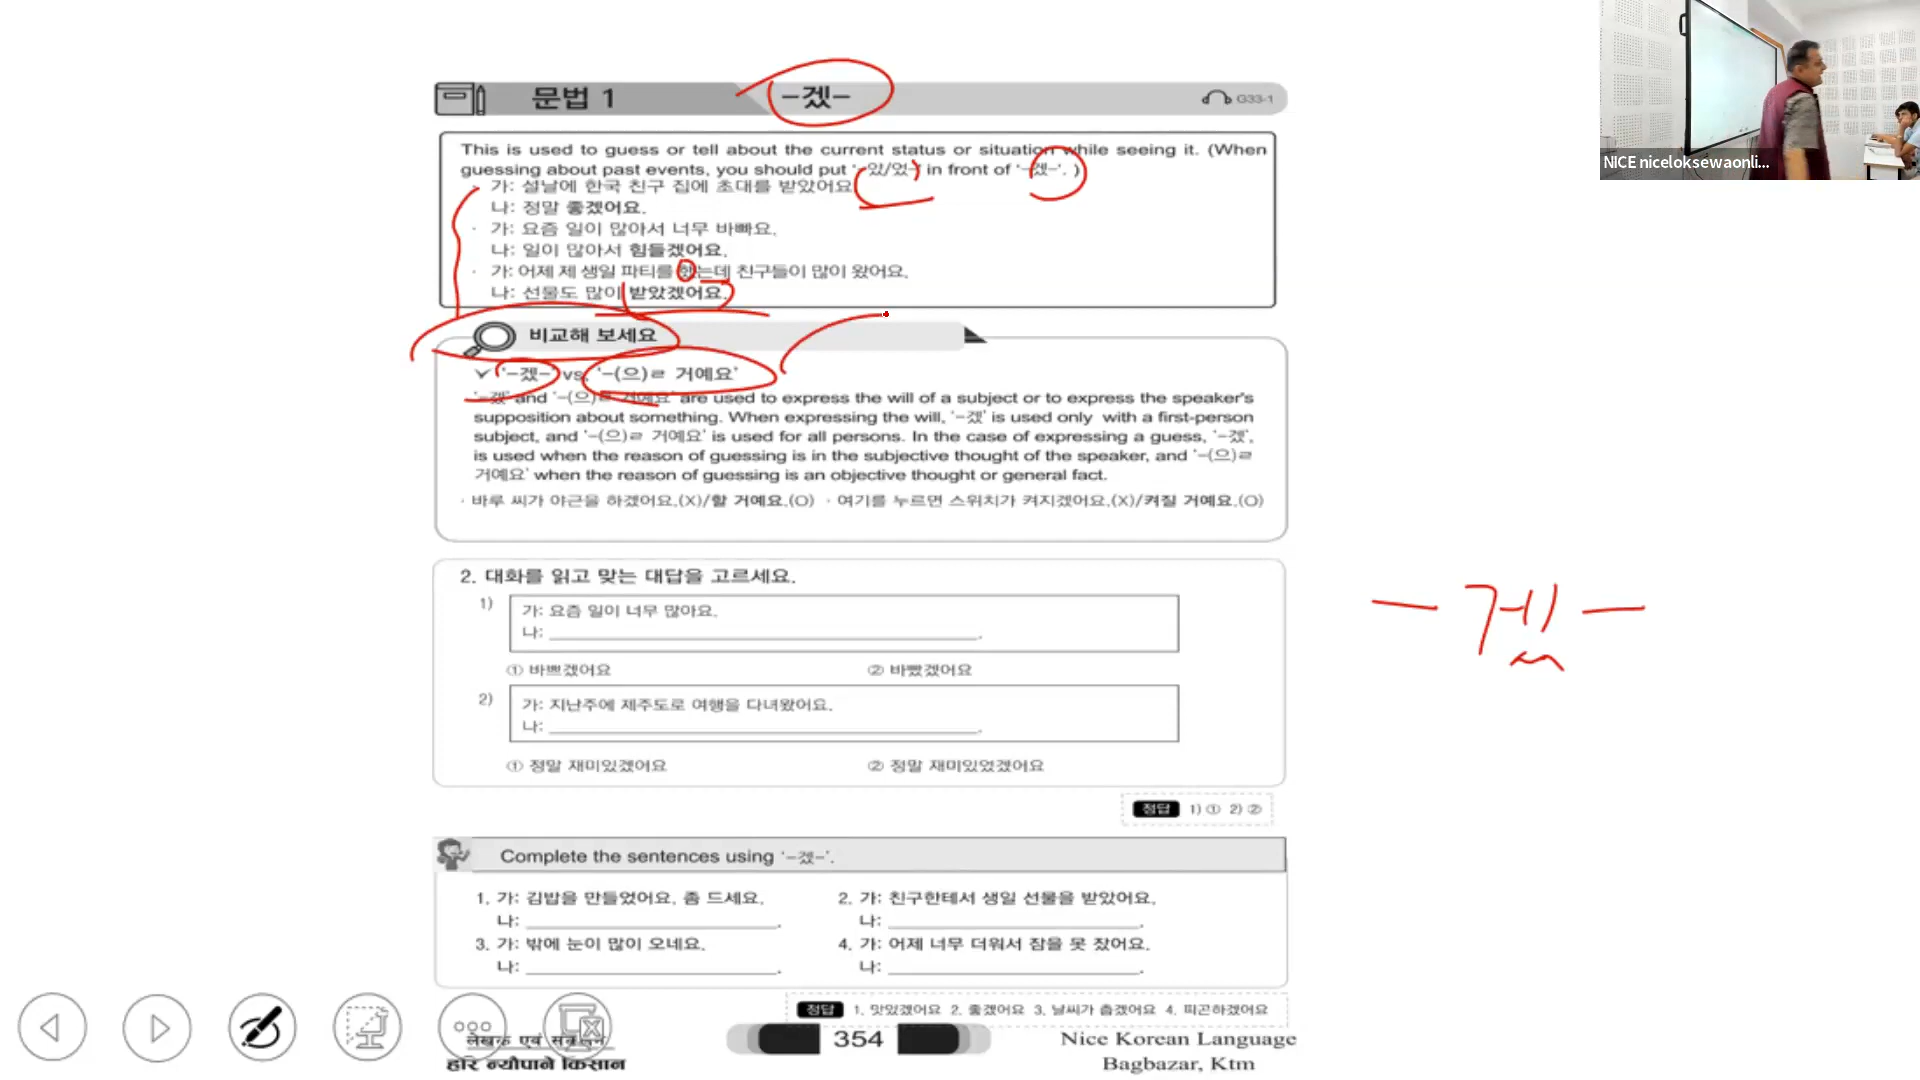 문법 1
-겠-
G33-1
This is used to guess or tell about the current status or situation while seeing it. (When
guessing about past events, you should put '-았/었-' in front of '-겠-'. )
· 가: 설날에 한국 친구 집에 초대를 받았어요.
나: 정말 좋겠어요.
· 가: 요즘 일이 많아서 너무 바빠요.
나: 일이 많아서 힘들겠어요.
· 가: 어제 제 생일 파티를 했는데 친구들이 많이 왔어요.
나: 선물도 많이 받았겠어요.
비교해 보세요
'-겠-' vs. '-(으)ㄹ 거예요'
'-겠' and '-(으)ㄹ 거예요' are used to express the will of a subject or to express the speaker's
supposition about something. When expressing the will, '-겠' is used only with a first-person
subject, and '-(으)ㄹ 거예요' is used for all persons. In the case of expressing a guess, '-겠',
is used when the reason of guessing is in the subjective thought of the speaker, and '-(으)ㄹ
거예요' when the reason of guessing is an objective thought or general fact.
· 바루 씨가 야근을 하겠어요.(X)/할 거예요.(O) · 여기를 누르면 스위치가 켜지겠어요.(X)/켜질 거예요.(O)
-겠-
2. 대화를 읽고 맞는 대답을 고르세요.
1)
가: 요즘 일이 너무 많아요.
나: .
① 바쁘겠어요 ② 바빴겠어요
2)
가: 지난주에 제주도로 여행을 다녀왔어요.
나: .
① 정말 재미있겠어요 ② 정말 재미있었겠어요
정답 1) ① 2) ②
Complete the sentences using '-겠-'.
1. 가: 김밥을 만들었어요. 좀 드세요. 2. 가: 친구한테서 생일 선물을 받았어요.
나: . 나: .
3. 가: 밖에 눈이 많이 오네요. 4. 가: 어제 너무 더워서 잠을 못 잤어요.
나: . 나: .
정답 1. 맛있겠어요 2. 좋겠어요 3. 날씨가 춥겠어요 4. 피곤하겠어요
लेखक एवं संकलन
हरि न्यौपाने किसान
354
Nice Korean Language
Bagbazar, Ktm
NICE niceloksewaonli...